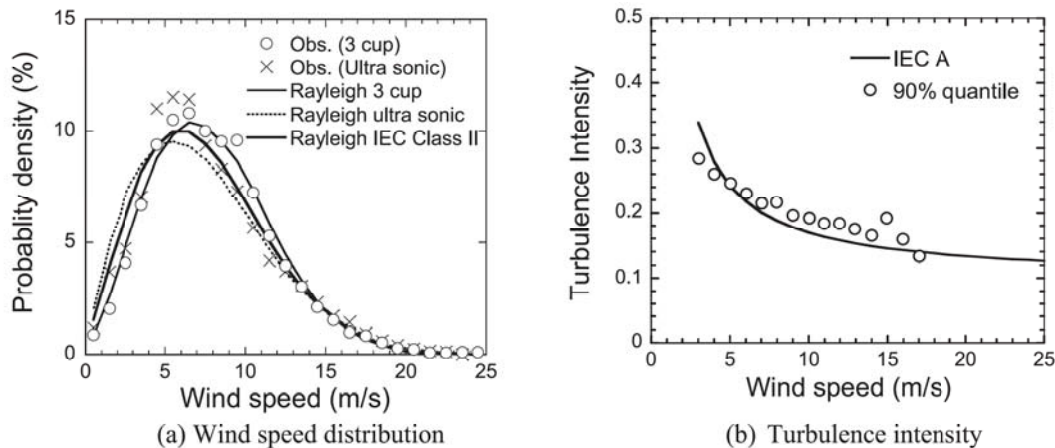 15
10
5
0
Probablity density (%)
Obs. (3 cup)
Obs. (Ultra sonic)
Rayleigh 3 cup
Rayleigh ultra sonic
Rayleigh IEC Class II
0 5 10 15 20 25
Wind speed (m/s)
(a) Wind speed distribution
0.5
0.4
0.3
0.2
0.1
0
Turbulence Intensity
IEC A
90% quantile
0 5 10 15 20 25
Wind speed (m/s)
(b) Turbulence intensity